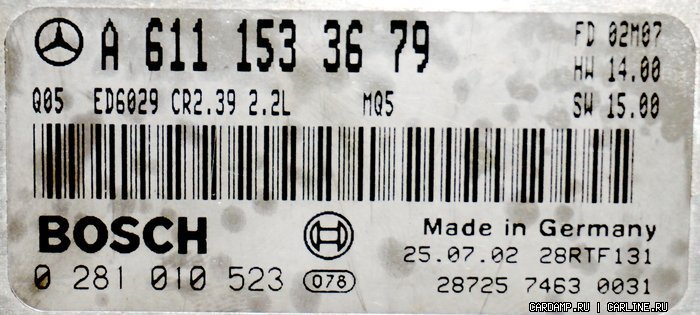 A 611 153 36 79
FD 02M07
HW 14.00
Q05 ED6029 CR2.39 2.2L MQ5
SW 15.00
BOSCH
Made in Germany
25.07.02 28RTF131
0 281 010 523 078
28725 7463 0031
CARDAMP.RU | CARLINE.RU